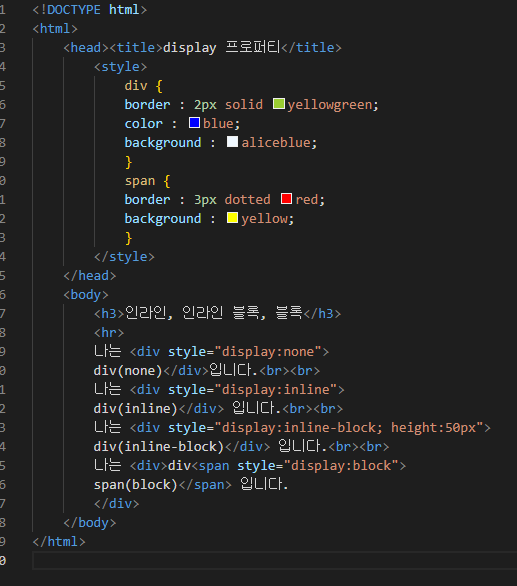 1 <!DOCTYPE html>
2 <html>
3 <head><title>display 프로퍼티</title>
4 <style>
5 div {
6 border : 2px solid yellowgreen;
7 color : blue;
8 background : aliceblue;
9 }
0 span {
1 border : 3px dotted red;
2 background : yellow;
3 }
4 </style>
5 </head>
6 <body>
7 <h3>인라인, 인라인 블록, 블록</h3>
8 <hr>
9 나는 <div style="display:none">
0 div(none)</div>입니다.<br><br>
1 나는 <div style="display:inline">
2 div(inline)</div> 입니다.<br><br>
3 나는 <div style="display:inline-block; height:50px">
4 div(inline-block)</div> 입니다.<br><br>
5 나는 <div>div<span style="display:block">
6 span(block)</span> 입니다.
7 </div>
8 </body>
9 </html>
0